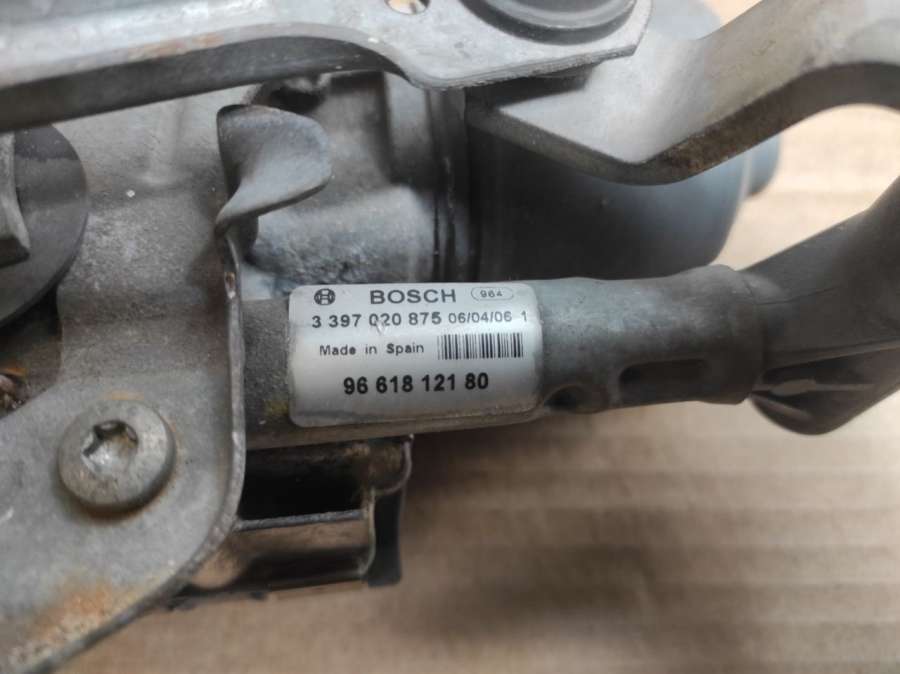 BOSCH 964
3 397 020 875 06/04/06 1
Made in Spain
96 618 121 80